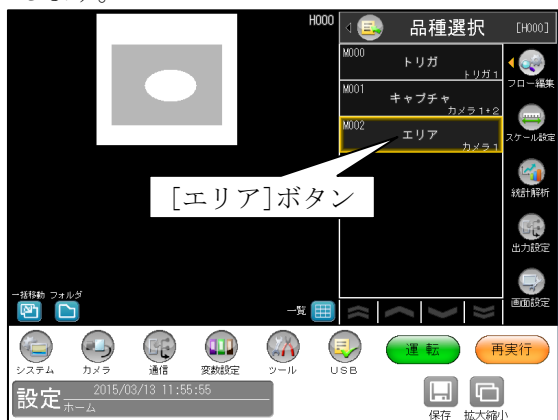 H000
品種選択
[H000]
M000
トリガ
トリガ1
M001
キャプチャ
カメラ1+2
M002
エリア
カメラ1
フロー編集
スケール設定
統計解析
出力設定
画面設定
[エリア]ボタン
一括移動 フォルダ
一覧
システム
カメラ
通信
変数設定
ツール
USB
運転
再実行
設定
2015/03/13 11:55:55
ホーム
保存
拡大縮小